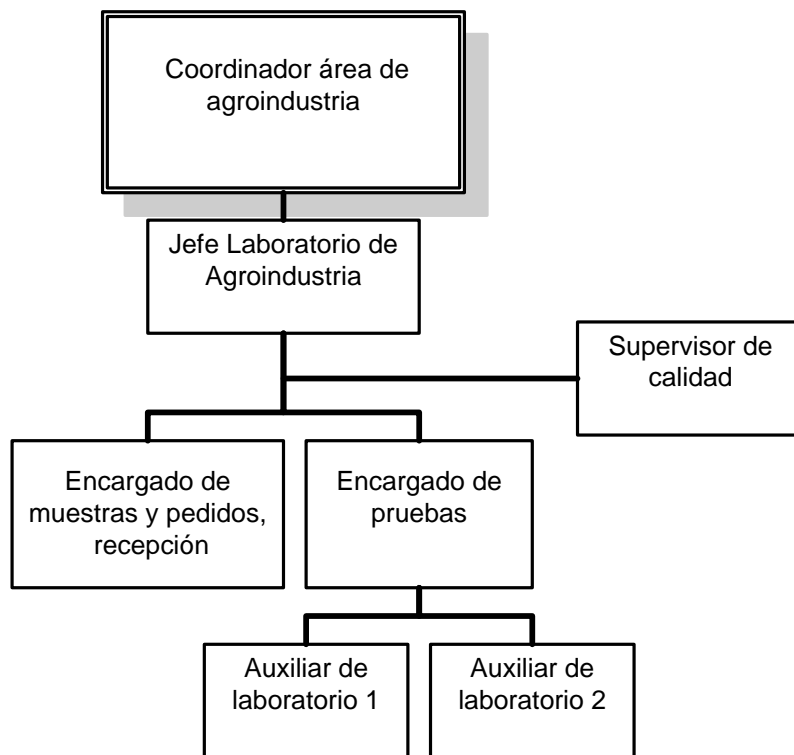 Coordinador área de
agroindustria
Jefe Laboratorio de
Agroindustria
Supervisor de
calidad
Encargado de
muestras y pedidos,
recepción
Encargado de
pruebas
Auxiliar de
laboratorio 1
Auxiliar de
laboratorio 2